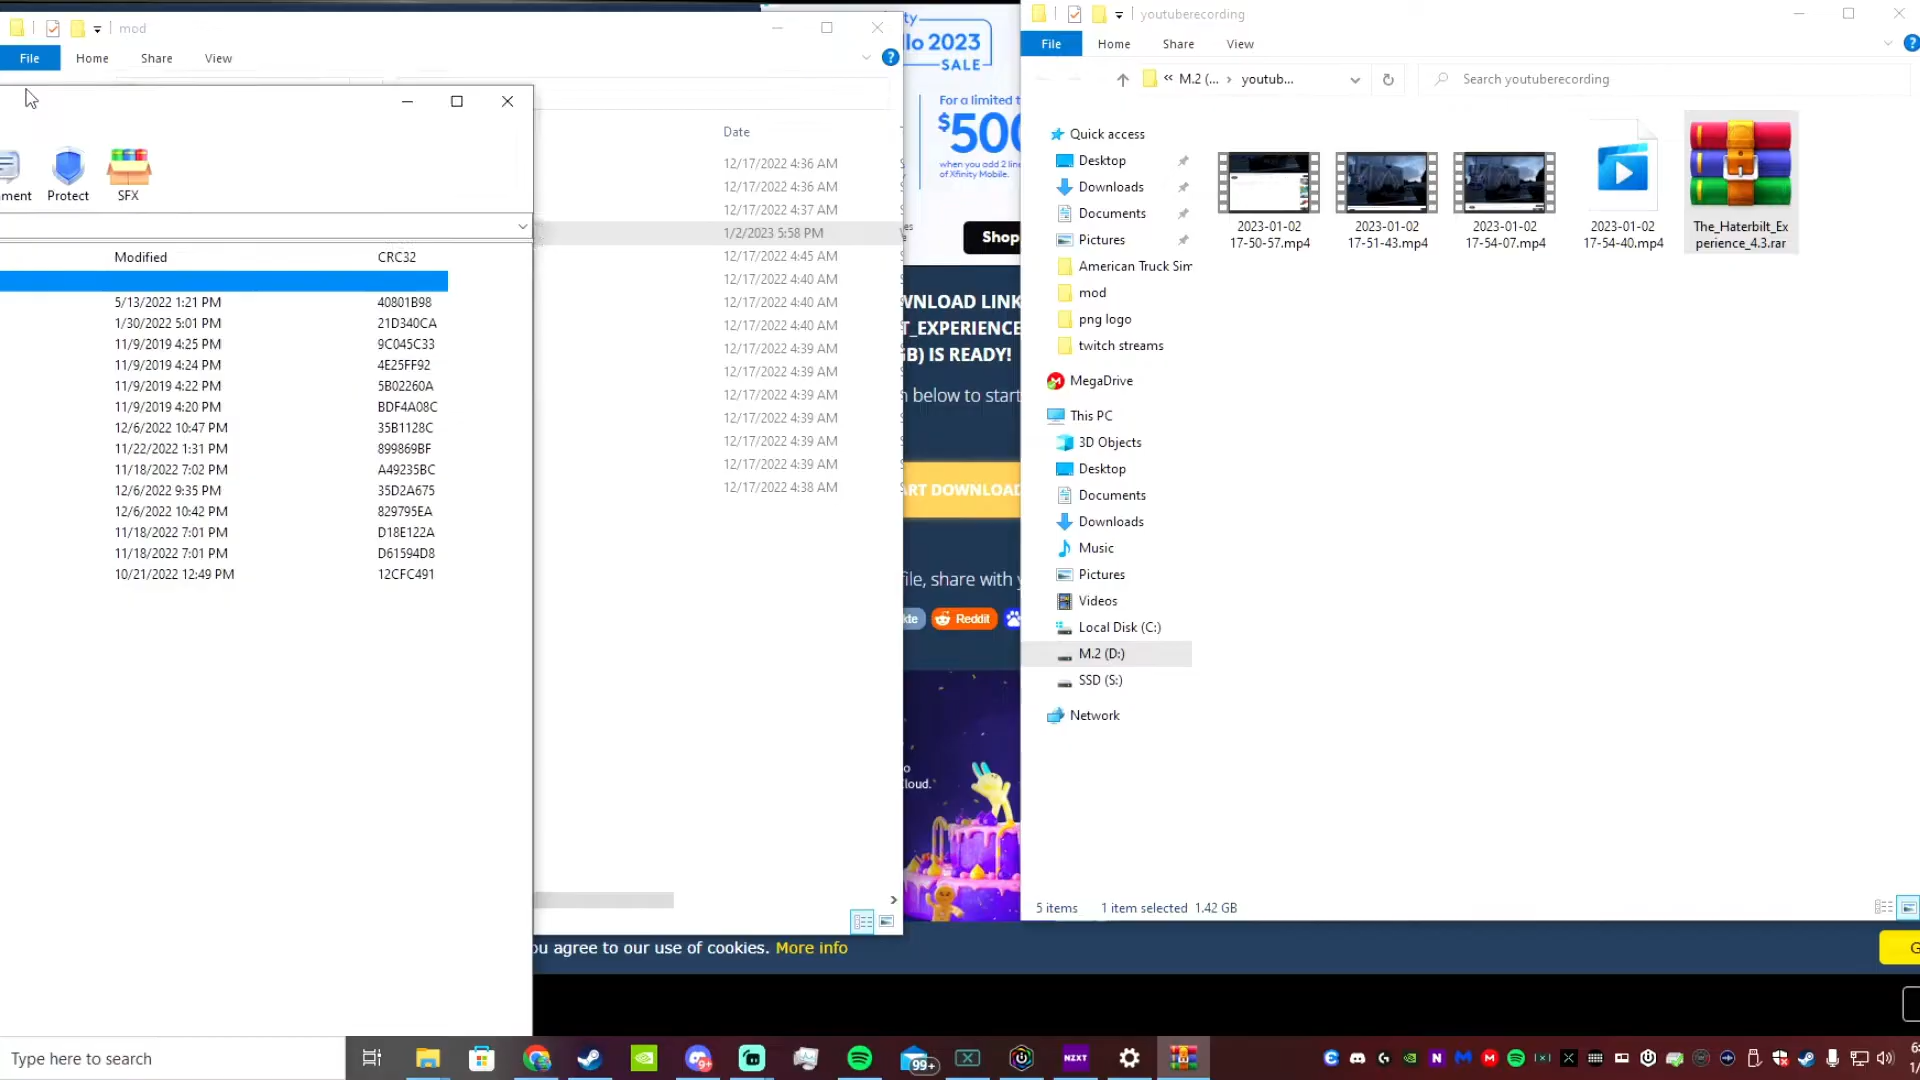 mod
File
Home
Share
View
Protect
SFX
Modified
CRC32
5/13/2022 1:21 PM 40801B98
1/30/2022 5:01 PM 21D340CA
11/9/2019 4:25 PM 9C045C33
11/9/2019 4:24 PM 4E25FF92
11/9/2019 4:22 PM 5B02260A
11/9/2019 4:20 PM BDF4A08C
12/6/2022 10:47 PM 35B1128C
11/22/2022 1:31 PM 899869BF
11/18/2022 7:02 PM A49235BC
12/6/2022 9:35 PM 35D2A675
12/6/2022 10:42 PM 829795EA
11/18/2022 7:01 PM D18E122A
11/18/2022 7:01 PM D61594D8
10/21/2022 12:49 PM 12CFC491
Date
12/17/2022 4:36 AM
12/17/2022 4:36 AM
12/17/2022 4:37 AM
1/2/2023 5:58 PM
12/17/2022 4:45 AM
12/17/2022 4:40 AM
12/17/2022 4:40 AM
12/17/2022 4:40 AM
12/17/2022 4:39 AM
12/17/2022 4:39 AM
12/17/2022 4:39 AM
12/17/2022 4:39 AM
12/17/2022 4:39 AM
12/17/2022 4:39 AM
12/17/2022 4:38 AM
lo 2023
SALE
For a limited t
$500
when you add 2 line
of Xfinity Mobile.
Shop
WNLOAD LINK
T_EXPERIENCE
GB) IS READY!
n below to start
ART DOWNLOAD
file, share with y
kte
Reddit
loud.
ou agree to our use of cookies. More info
youtuberecording
File
Home
Share
View
« M.2 (... › youtub...
Search youtuberecording
Quick access
Desktop
Downloads
Documents
Pictures
American Truck Sim
mod
png logo
twitch streams
MegaDrive
This PC
3D Objects
Desktop
Documents
Downloads
Music
Pictures
Videos
Local Disk (C:)
M.2 (D:)
SSD (S:)
Network
2023-01-02
17-50-57.mp4
2023-01-02
17-51-43.mp4
2023-01-02
17-54-07.mp4
2023-01-02
17-54-40.mp4
The_Haterbilt_Ex
perience_4.3.rar
5 items 1 item selected 1.42 GB
Type here to search
99+
NZXT